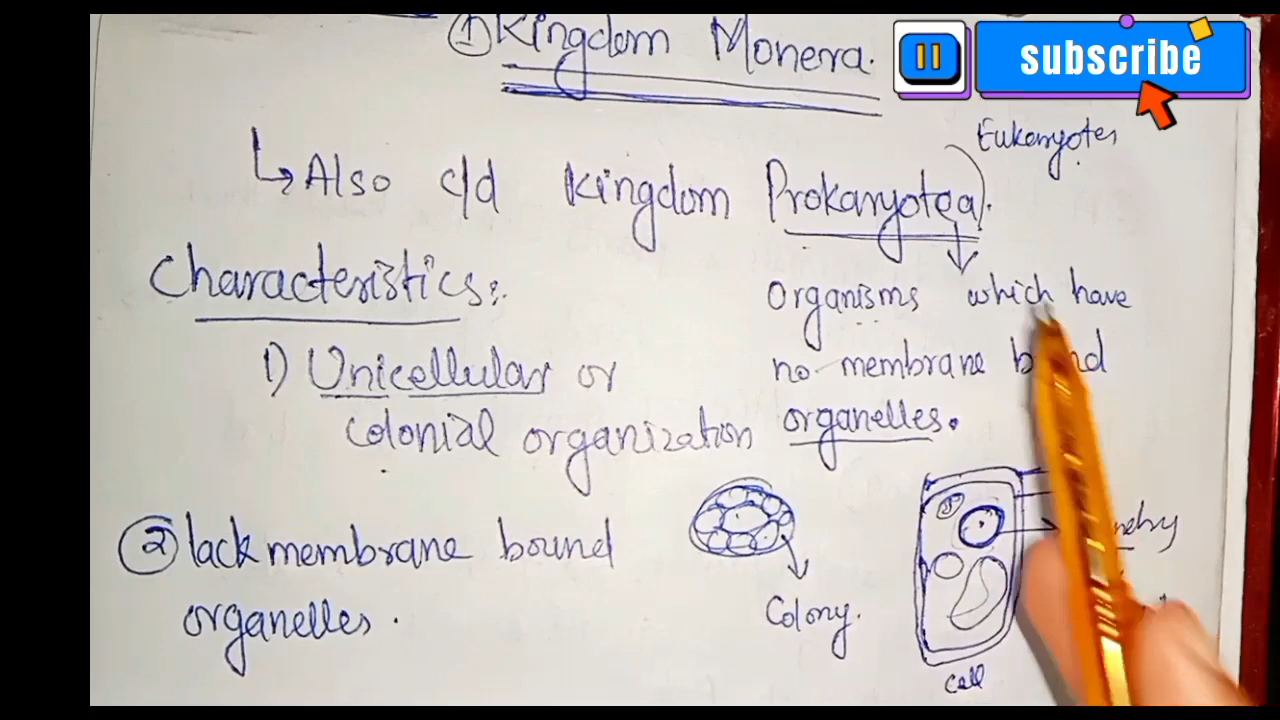 ① Kingdom Monera.
subscribe
Eukaryotes
↳ Also c/d Kingdom Prokaryotea).
Characteristics:.
Organisms which have
no membrane bound
organelles.
1) Unicellular or
colonial organization
② lack membrane bound
organelles.
Colony.
cell